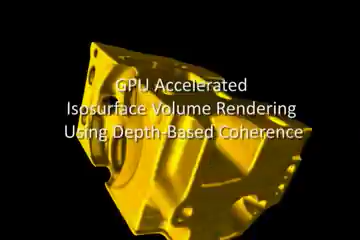 GPU Accelerated
Isosurface Volume Rendering
Using Depth-Based Coherence